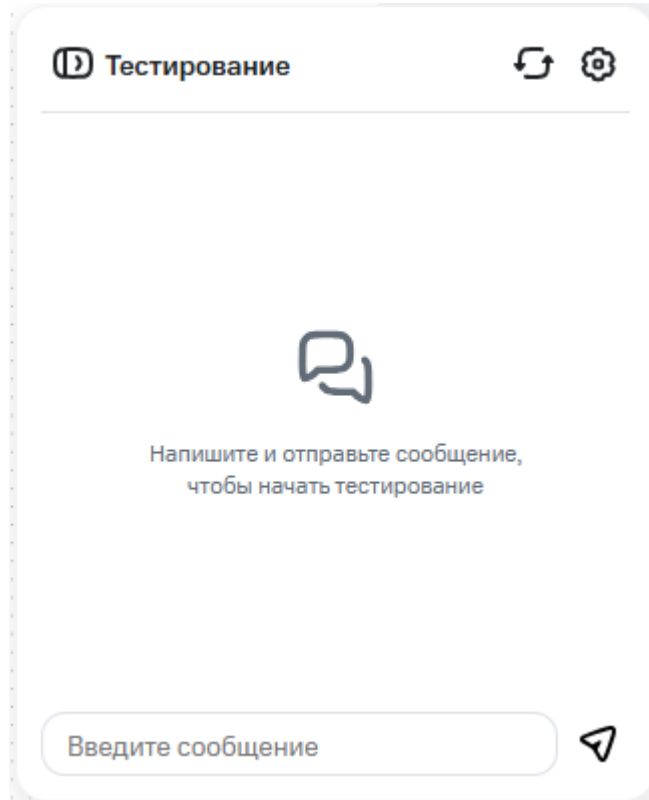 Тестирование
Напишите и отправьте сообщение,
чтобы начать тестирование
Введите сообщение